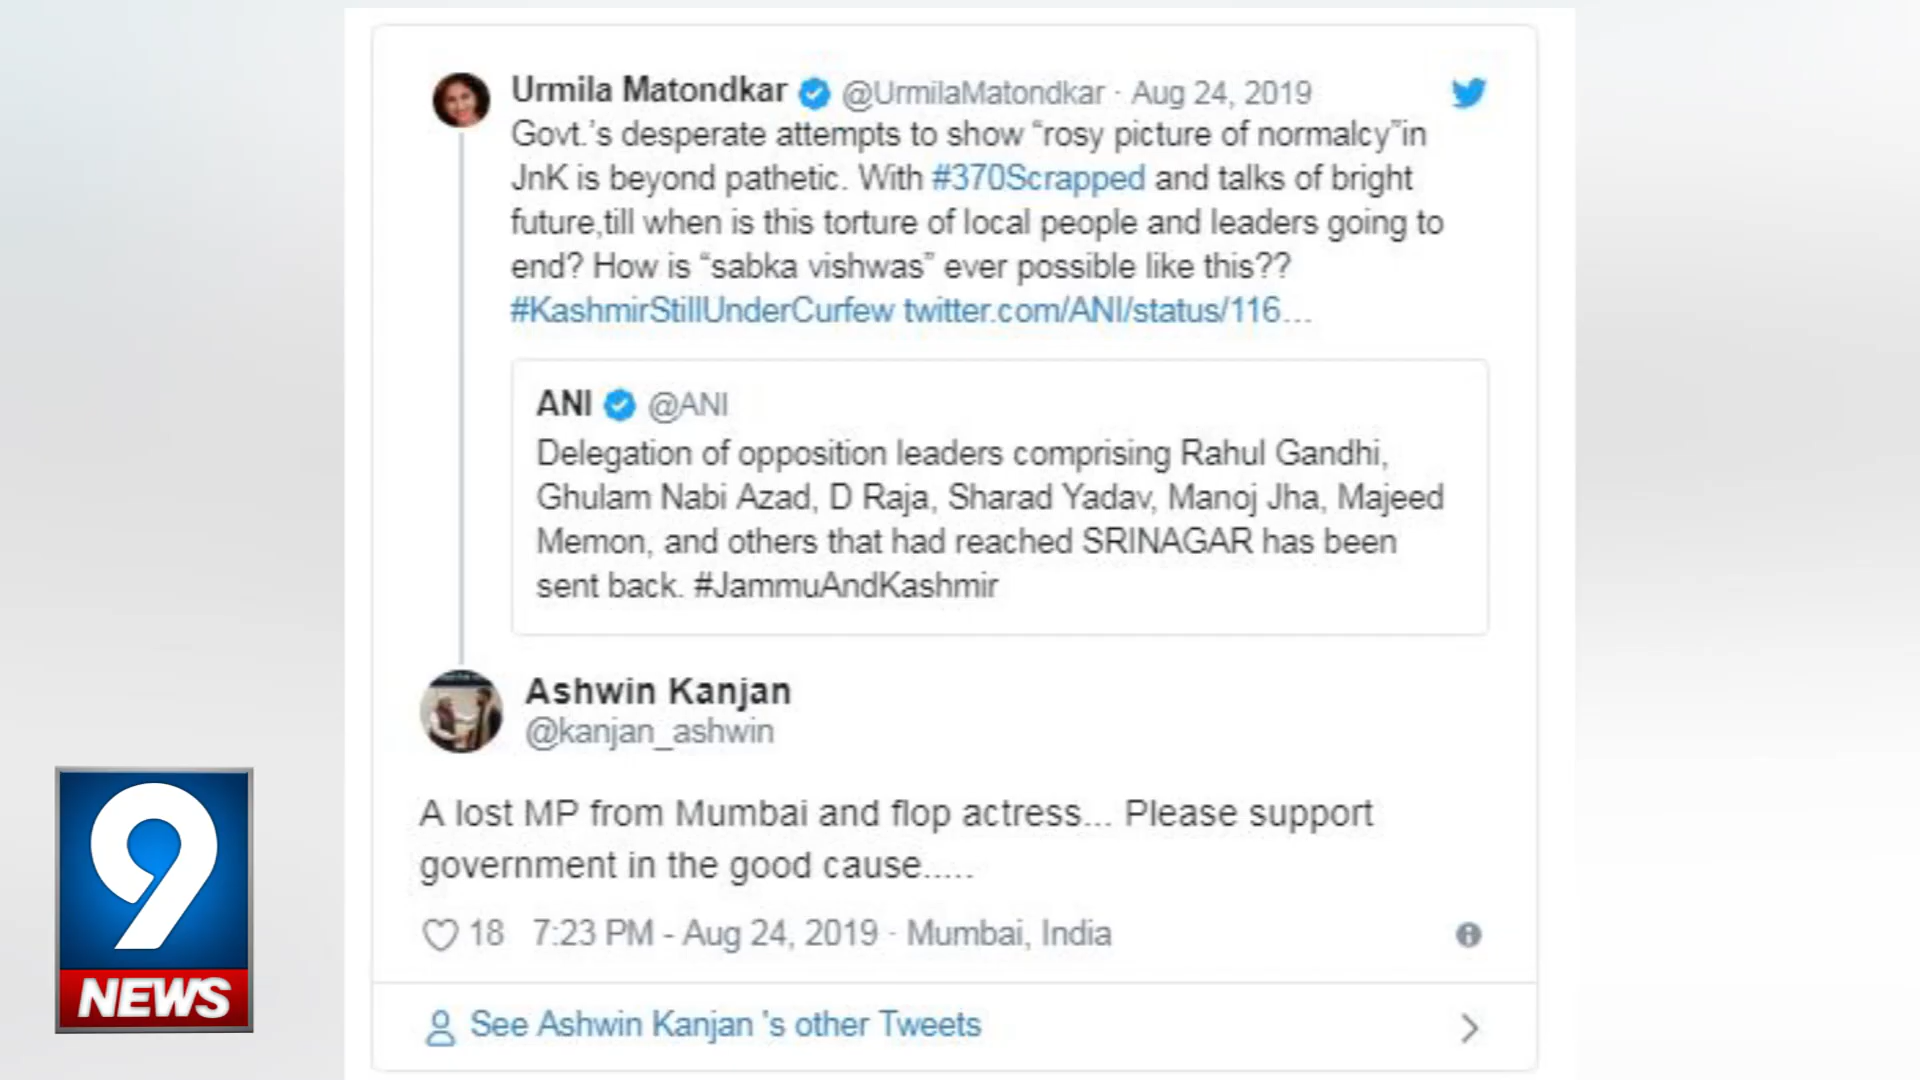 Urmila Matondkar @UrmilaMatondkar · Aug 24, 2019
Govt.'s desperate attempts to show “rosy picture of normalcy”in
JnK is beyond pathetic. With #370Scrapped and talks of bright
future,till when is this torture of local people and leaders going to
end? How is “sabka vishwas” ever possible like this??
#KashmirStillUnderCurfew twitter.com/ANI/status/116…
ANI @ANI
Delegation of opposition leaders comprising Rahul Gandhi,
Ghulam Nabi Azad, D Raja, Sharad Yadav, Manoj Jha, Majeed
Memon, and others that had reached SRINAGAR has been
sent back. #JammuAndKashmir
Ashwin Kanjan
@kanjan_ashwin
A lost MP from Mumbai and flop actress... Please support
government in the good cause.....
18 7:23 PM - Aug 24, 2019 · Mumbai, India
See Ashwin Kanjan 's other Tweets
9
NEWS